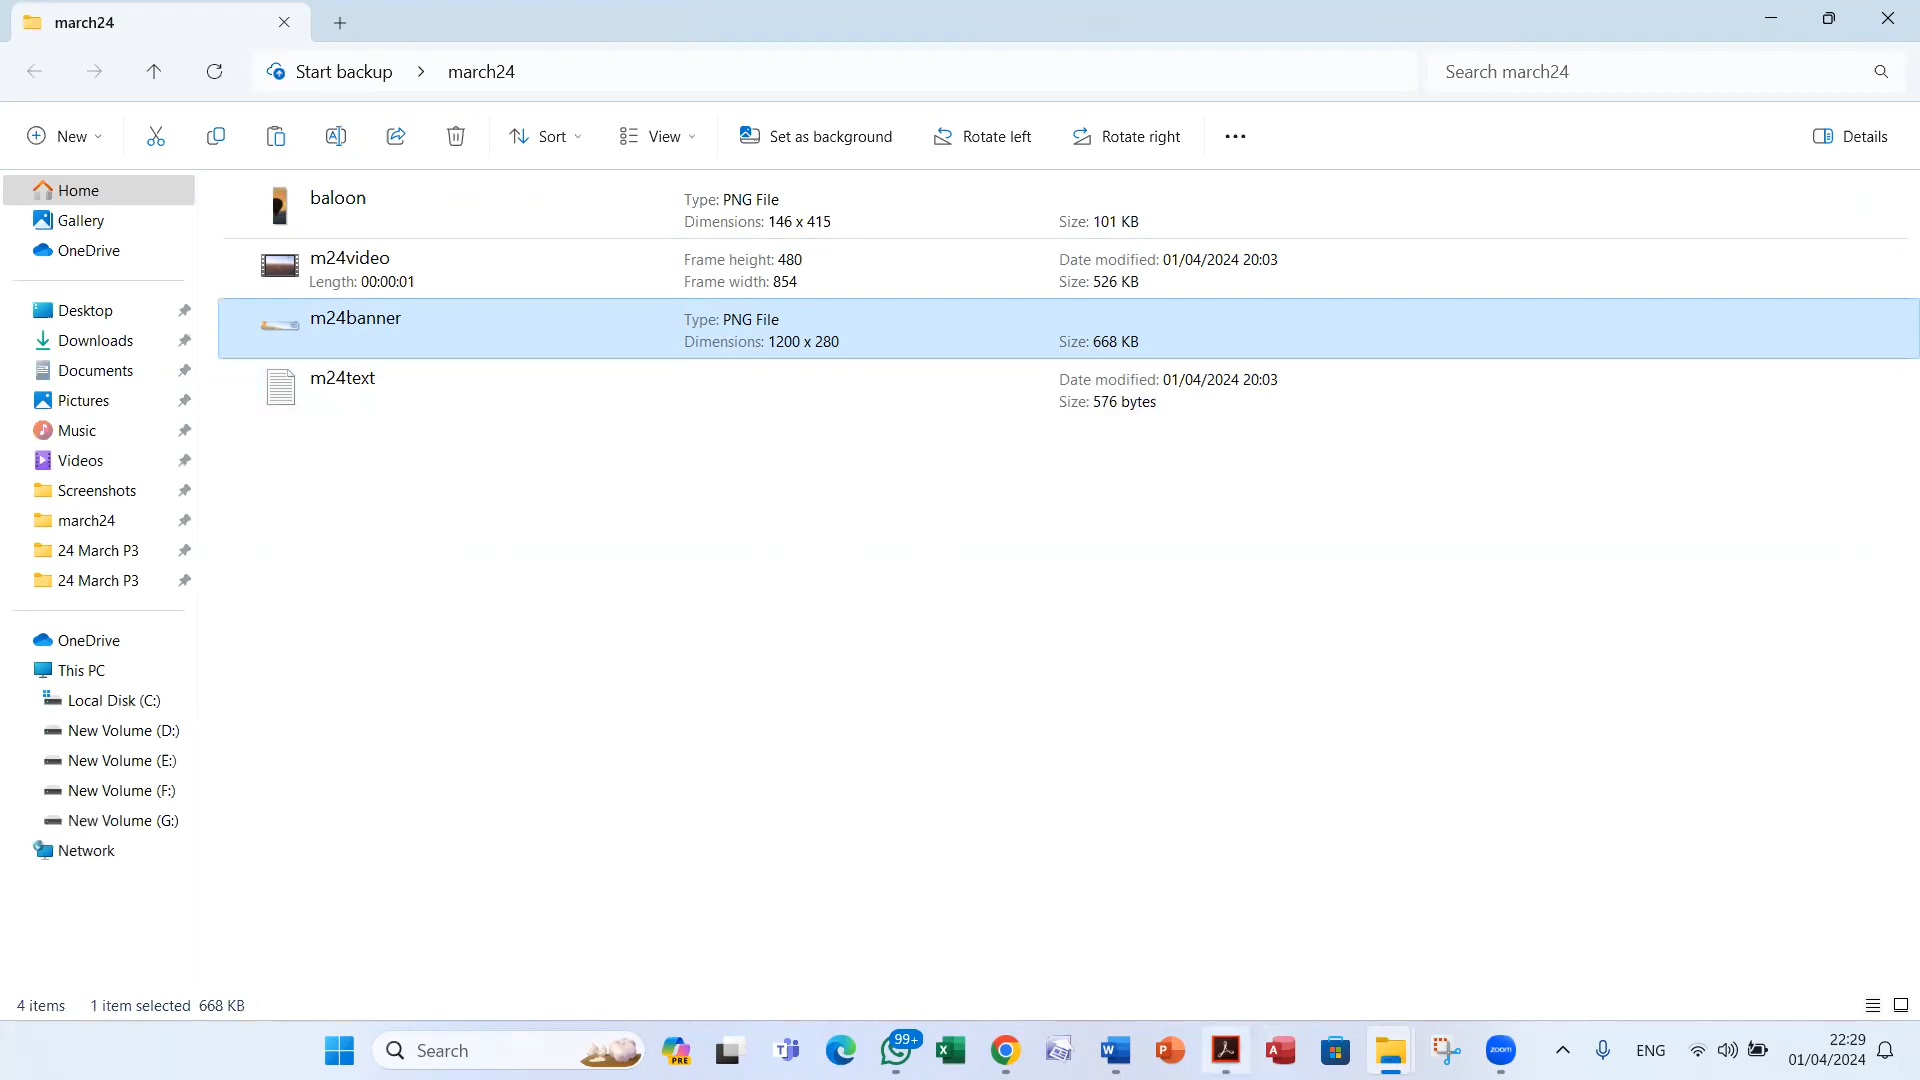 march24
Start backup > march24
Search march24
New
Sort
View
Set as background
Rotate left
Rotate right
Details
Home
Gallery
OneDrive
Desktop
Downloads
Documents
Pictures
Music
Videos
Screenshots
march24
24 March P3
24 March P3
OneDrive
This PC
Local Disk (C:)
New Volume (D:)
New Volume (E:)
New Volume (F:)
New Volume (G:)
Network
baloon
Type: PNG File
Dimensions: 146 x 415
Size: 101 KB
m24video
Length: 00:00:01
Frame height: 480
Frame width: 854
Date modified: 01/04/2024 20:03
Size: 526 KB
m24banner
Type: PNG File
Dimensions: 1200 x 280
Size: 668 KB
m24text
Date modified: 01/04/2024 20:03
Size: 576 bytes
4 items 1 item selected 668 KB
Search
PRE
99+
zoom
ENG
22:29
01/04/2024